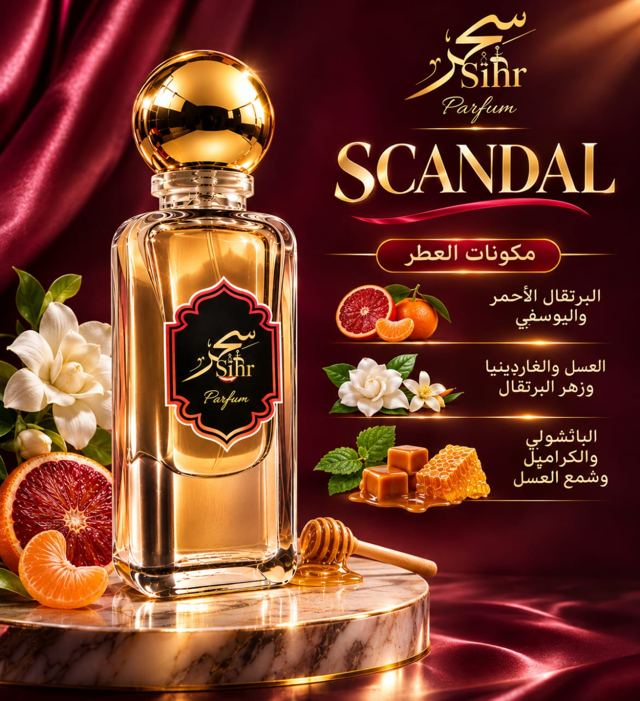 سحر
Sihr
Parfum
SCANDAL
مكونات العطر
البرتقال الأحمر
واليوسفي
العسل والغاردينيا
وزهر البرتقال
الباتشولي
والكراميل
وشمع العسل
سحر
Sihr
Parfum